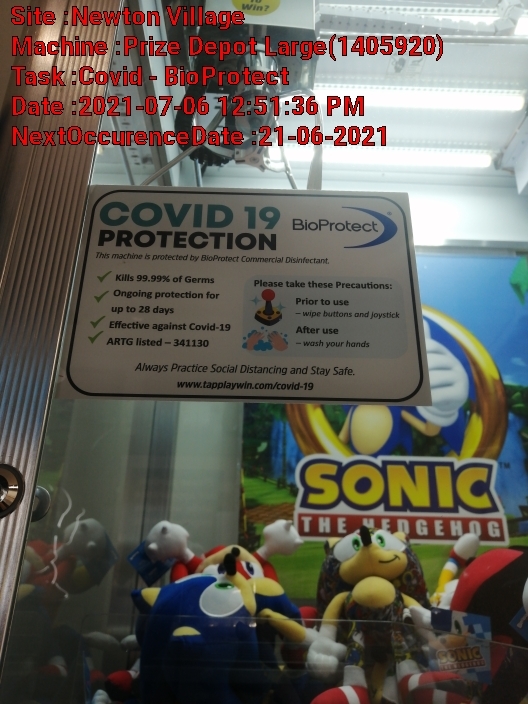 Site :Newton Village
Machine :Prize Depot Large(1405920)
Task :Covid - BioProtect
Date :2021-07-06 12:51:36 PM
NextOccurenceDate :21-06-2021
Win?
COVID 19
PROTECTION
BioProtect
This machine is protected by BioProtect Commercial Disinfectant.
Kills 99.99% of Germs
Ongoing protection for
up to 28 days
Effective against Covid-19
ARTG listed – 341130
Please take these Precautions:
Prior to use
– wipe buttons and joystick
After use
– wash your hands
Always Practice Social Distancing and Stay Safe.
www.tapplaywin.com/covid-19
SONIC
THE HEDGEHOG
SONIC